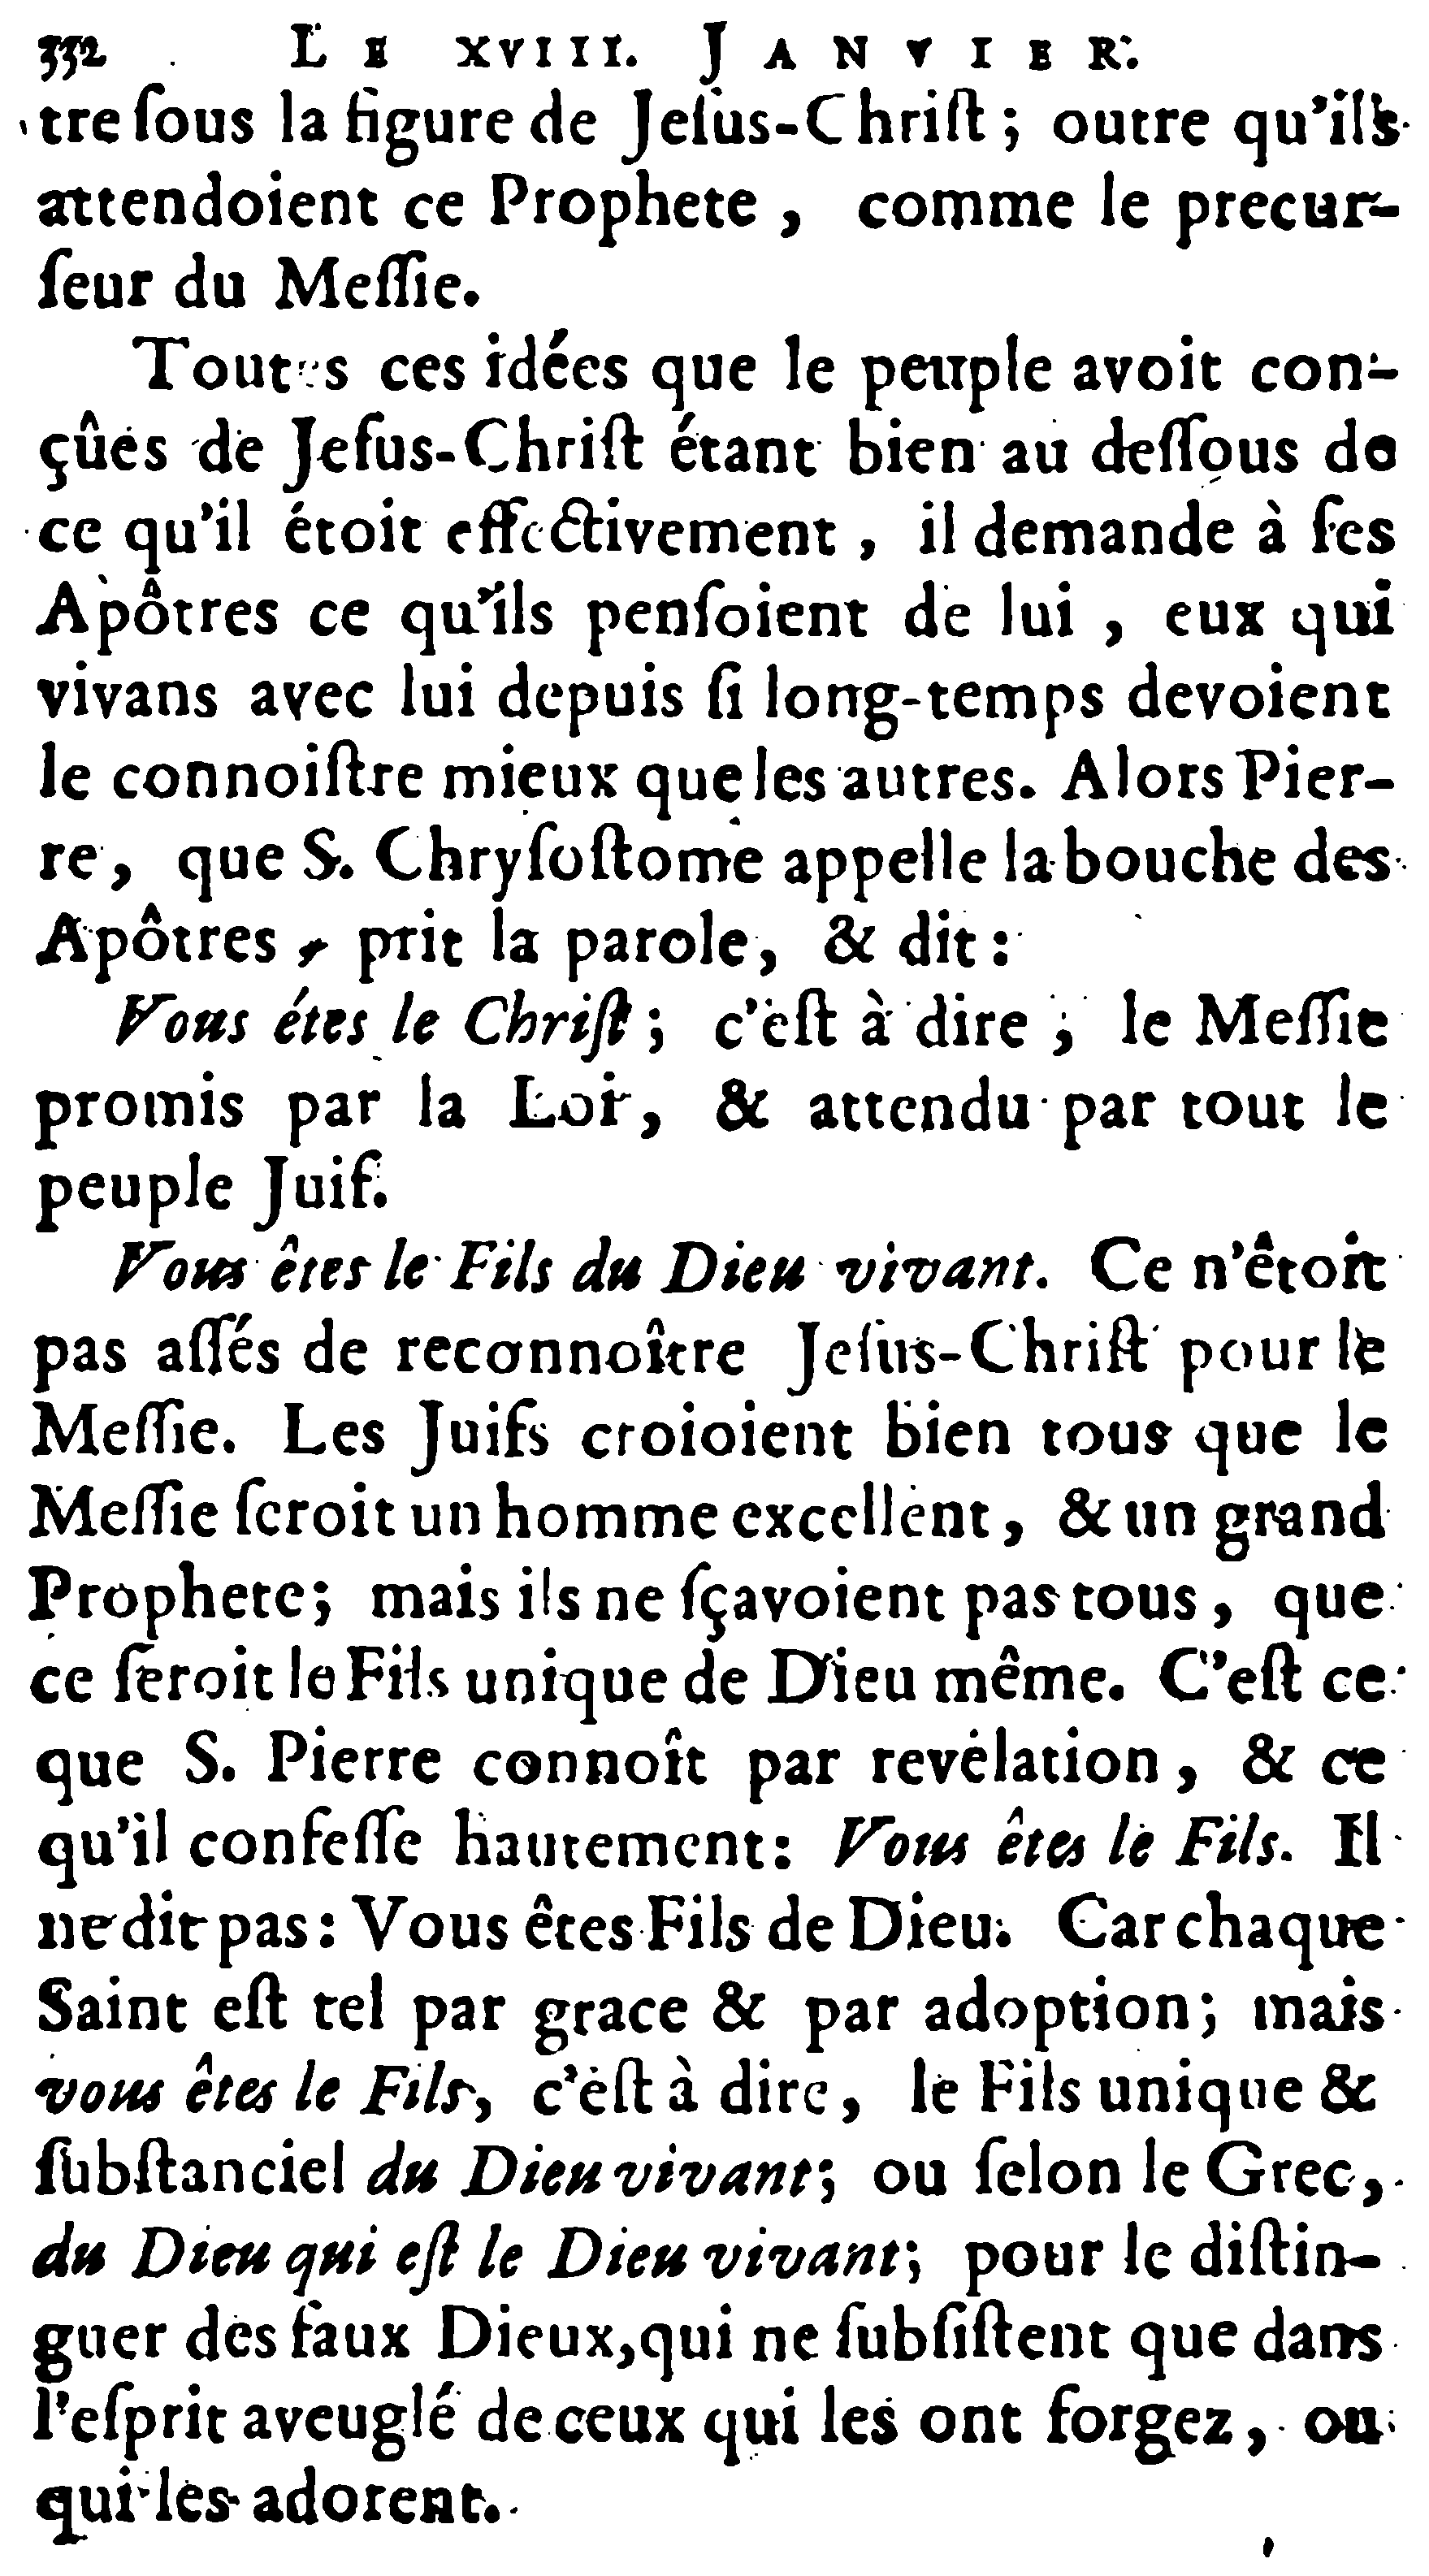 332 LE XVIII. JANVIER.
tre ſous la figure de Jeſus-Chriſt ; outre qu'ils
attendoient ce Prophete , comme le precur-
ſeur du Meſſie.
Toutes ces idées que le peuple avoit con-
çûës de Jeſus-Chriſt étant bien au deſſous de
ce qu'il étoit effectivement , il demande à ſes
Apôtres ce qu'ils penſoient de lui , eux qui
vivans avec lui depuis ſi long-temps devoient
le connoiſtre mieux que les autres. Alors Pier-
re , que S. Chryſoſtome appelle la bouche des
Apôtres , prit la parole , & dit :
Vous étes le Chriſt ; c'eſt à dire , le Meſſie
promis par la Loi , & attendu par tout le
peuple Juif.
Vous êtes le Fils du Dieu vivant. Ce n'êtoit
pas aſſés de reconnoître Jeſus-Chriſt pour le
Meſſie. Les Juifs croioient bien tous que le
Meſſie ſeroit un homme excellent , & un grand
Prophete ; mais ils ne ſçavoient pas tous , que
ce ſeroit le Fils unique de Dieu même. C'eſt ce
que S. Pierre connoît par revélation , & ce
qu'il confeſſe hautement : Vous êtes le Fils. Il
ne dit pas : Vous êtes Fils de Dieu. Car chaque
Saint eſt tel par grace & par adoption ; mais
vous êtes le Fils , c'eſt à dire , le Fils unique &
ſubſtanciel du Dieu vivant ; ou ſelon le Grec ,
du Dieu qui eſt le Dieu vivant ; pour le diſtin-
guer des faux Dieux, qui ne ſubſiſtent que dans
l'eſprit aveuglé de ceux qui les ont forgez , ou
qui les adorent.